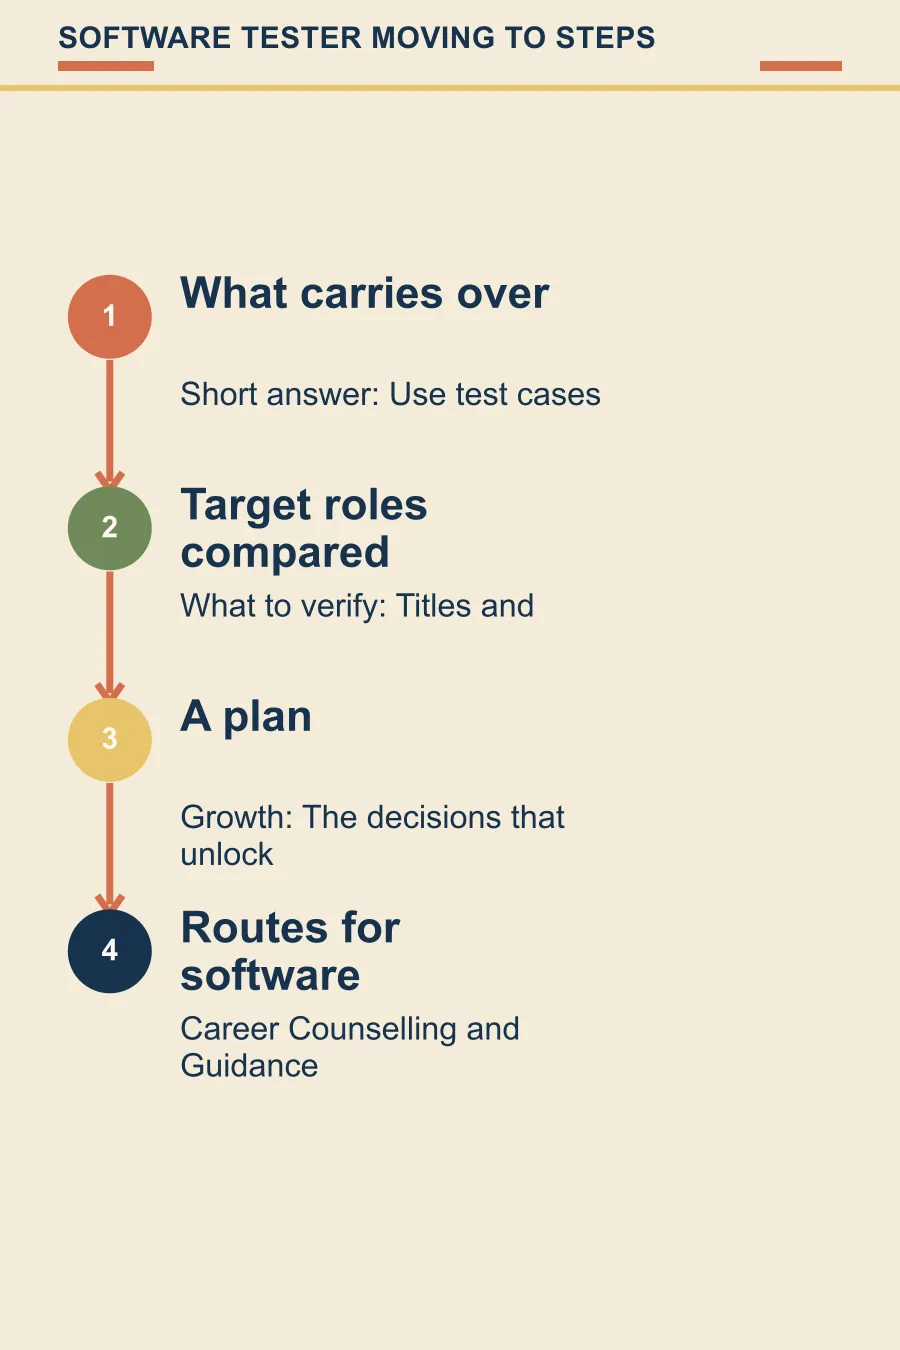 SOFTWARE TESTER MOVING TO STEPS
1
What carries over
Short answer: Use test cases
2
Target roles
compared
What to verify: Titles and
3
A plan
Growth: The decisions that
unlock
4
Routes for
software
Career Counselling and
Guidance